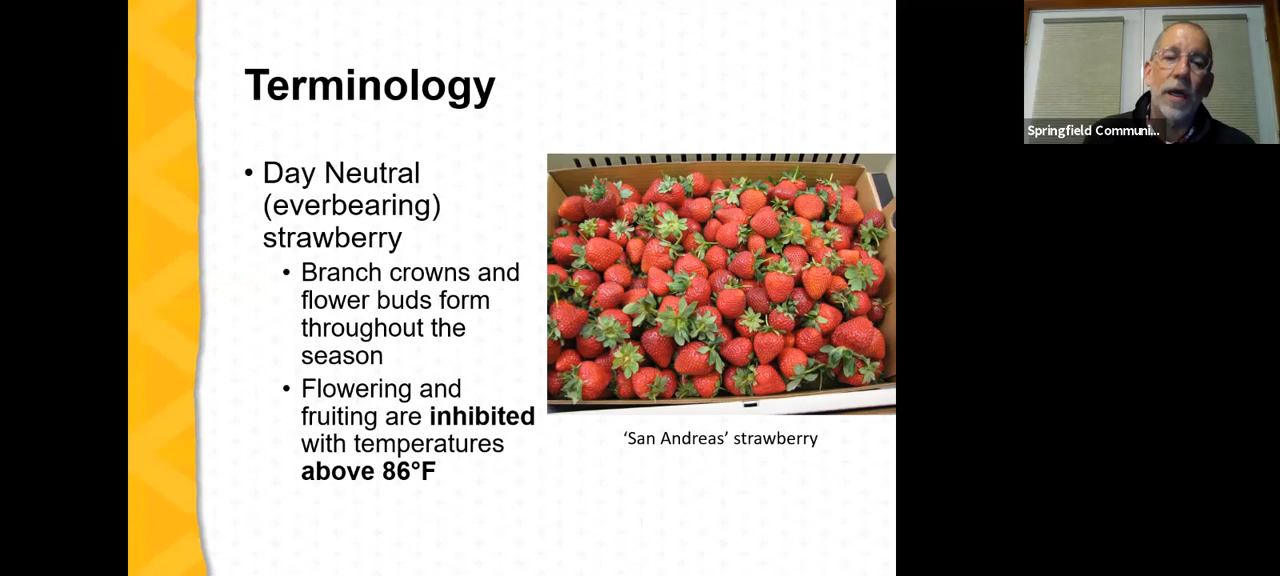 Terminology
• Day Neutral
(everbearing)
strawberry
• Branch crowns and
flower buds form
throughout the
season
• Flowering and
fruiting are inhibited
with temperatures
above 86°F
‘San Andreas’ strawberry
Springfield Communi...